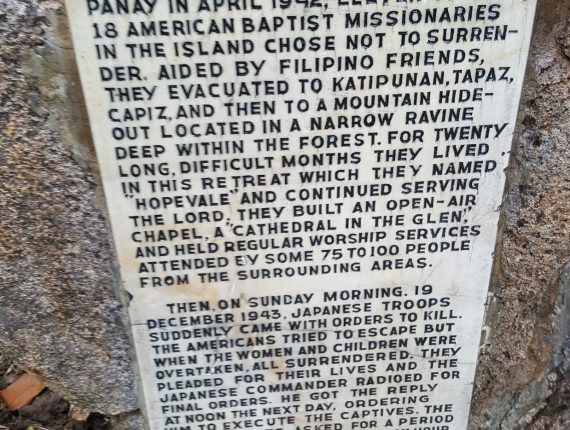 PANAY IN APRIL 1942,
18 AMERICAN BAPTIST MISSIONARIES
IN THE ISLAND CHOSE NOT TO SURREN-
DER. AIDED BY FILIPINO FRIENDS,
THEY EVACUATED TO KATIPUNAN, TAPAZ,
CAPIZ, AND THEN TO A MOUNTAIN HIDE-
OUT LOCATED IN A NARROW RAVINE
DEEP WITHIN THE FOREST. FOR TWENTY
LONG, DIFFICULT MONTHS THEY LIVED
IN THIS RETREAT WHICH THEY NAMED
"HOPEVALE" AND CONTINUED SERVING
THE LORD. THEY BUILT AN OPEN-AIR
CHAPEL, A "CATHEDRAL IN THE GLEN",
AND HELD REGULAR WORSHIP SERVICES
ATTENDED BY SOME 75 TO 100 PEOPLE
FROM THE SURROUNDING AREAS.
THEN, ON SUNDAY MORNING, 19
DECEMBER 1943, JAPANESE TROOPS
SUDDENLY CAME WITH ORDERS TO KILL.
THE AMERICANS TRIED TO ESCAPE BUT
WHEN THE WOMEN AND CHILDREN WERE
OVERTAKEN, ALL SURRENDERED. THEY
PLEADED FOR THEIR LIVES AND THE
JAPANESE COMMANDER RADIOED FOR
FINAL ORDERS. HE GOT THE REPLY
AT NOON THE NEXT DAY, ORDERING
HIM TO EXECUTE THE CAPTIVES. THE
ASKED FOR A PERIOD